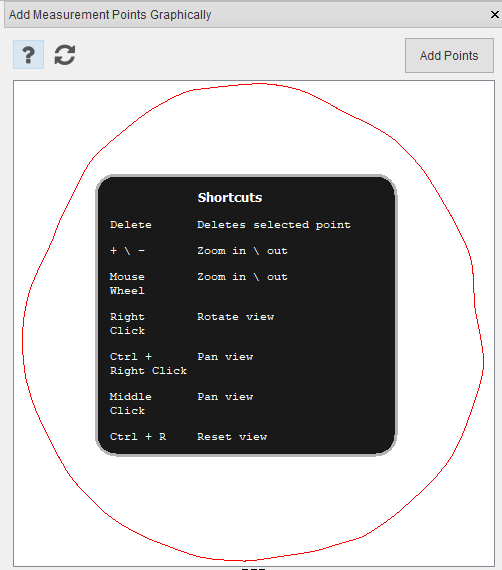 Add Measurement Points Graphically
×
?
Add Points
Shortcuts
Delete Deletes selected point
+ \ - Zoom in \ out
Mouse Zoom in \ out
Wheel
Right Rotate view
Click
Ctrl + Pan view
Right Click
Middle Pan view
Click
Ctrl + R Reset view